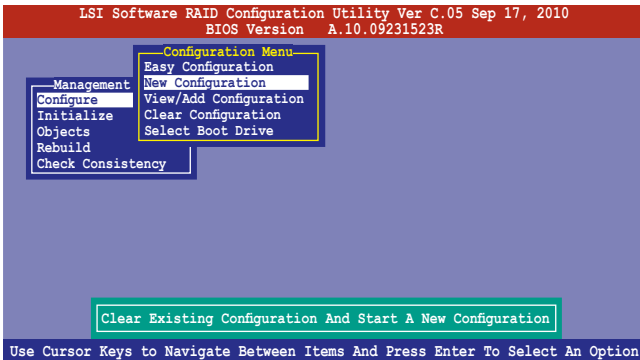 LSI Software RAID Configuration Utility Ver C.05 Sep 17, 2010
BIOS Version A.10.09231523R
Configuration Menu
Easy Configuration
New Configuration
View/Add Configuration
Clear Configuration
Select Boot Drive
Management
Configure
Initialize
Objects
Rebuild
Check Consistency
Clear Existing Configuration And Start A New Configuration
Use Cursor Keys to Navigate Between Items And Press Enter To Select An Option